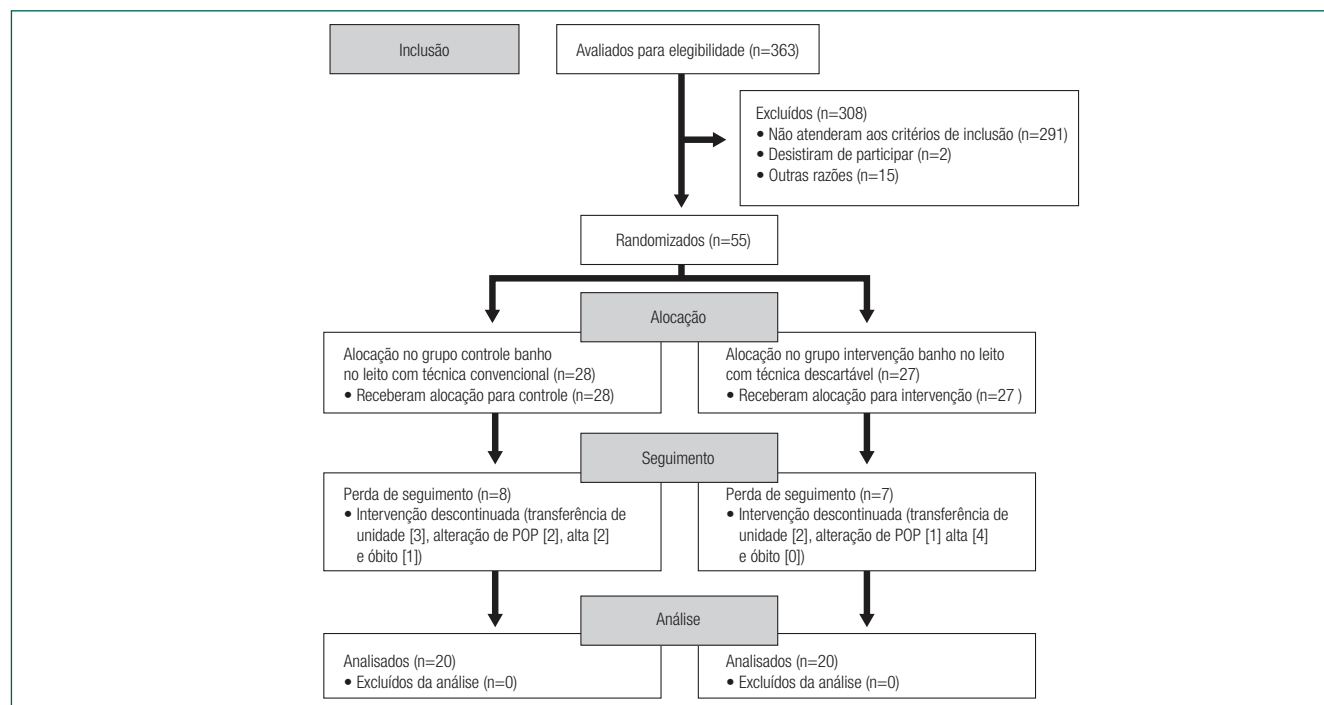 Inclusão
Avaliados para elegibilidade (n=363)
Excluídos (n=308)
• Não atenderam aos critérios de inclusão (n=291)
• Desistiram de participar (n=2)
• Outras razões (n=15)
Randomizados (n=55)
Alocação
Alocação no grupo controle banho
no leito com técnica convencional (n=28)
• Receberam alocação para controle (n=28)
Alocação no grupo intervenção banho no leito
com técnica descartável (n=27)
• Receberam alocação para intervenção (n=27 )
Seguimento
Perda de seguimento (n=8)
• Intervenção descontinuada (transferência de
unidade [3], alteração de POP [2], alta [2]
e óbito [1])
Perda de seguimento (n=7)
• Intervenção descontinuada (transferência de
unidade [2], alteração de POP [1] alta [4]
e óbito [0])
Análise
Analisados (n=20)
• Excluídos da análise (n=0)
Analisados (n=20)
• Excluídos da análise (n=0)